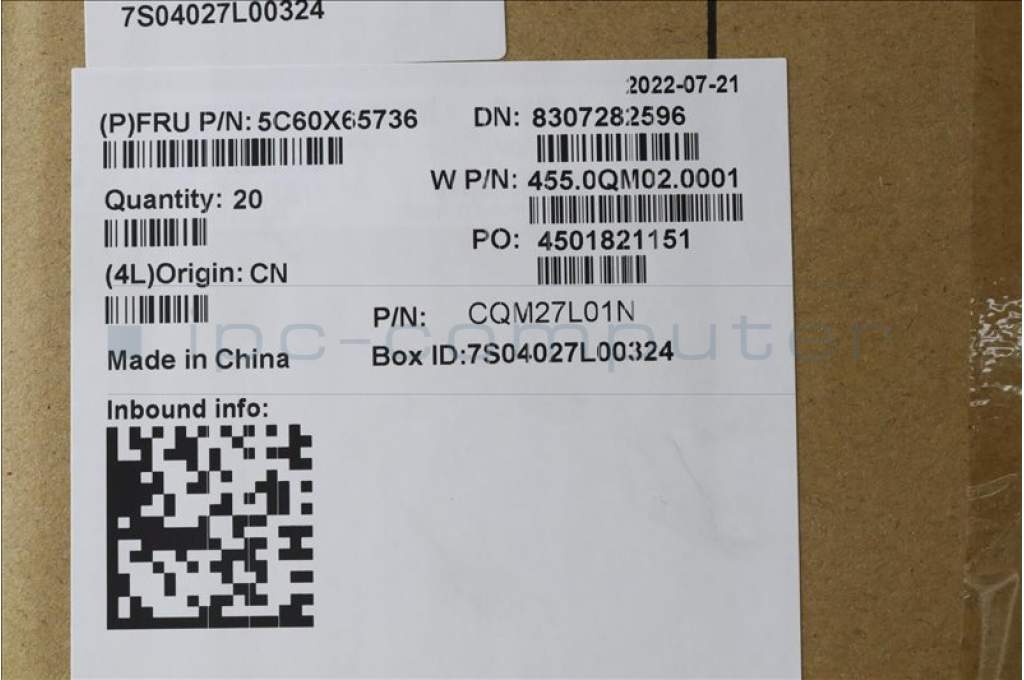 7S04027L00324
2022-07-21
(P)FRU P/N: 5C60X65736
DN: 8307282596
W P/N: 455.0QM02.0001
Quantity: 20
PO: 4501821151
(4L)Origin: CN
P/N: CQM27L01N
Made in China
Box ID:7S04027L00324
ipc-computer
Inbound info: